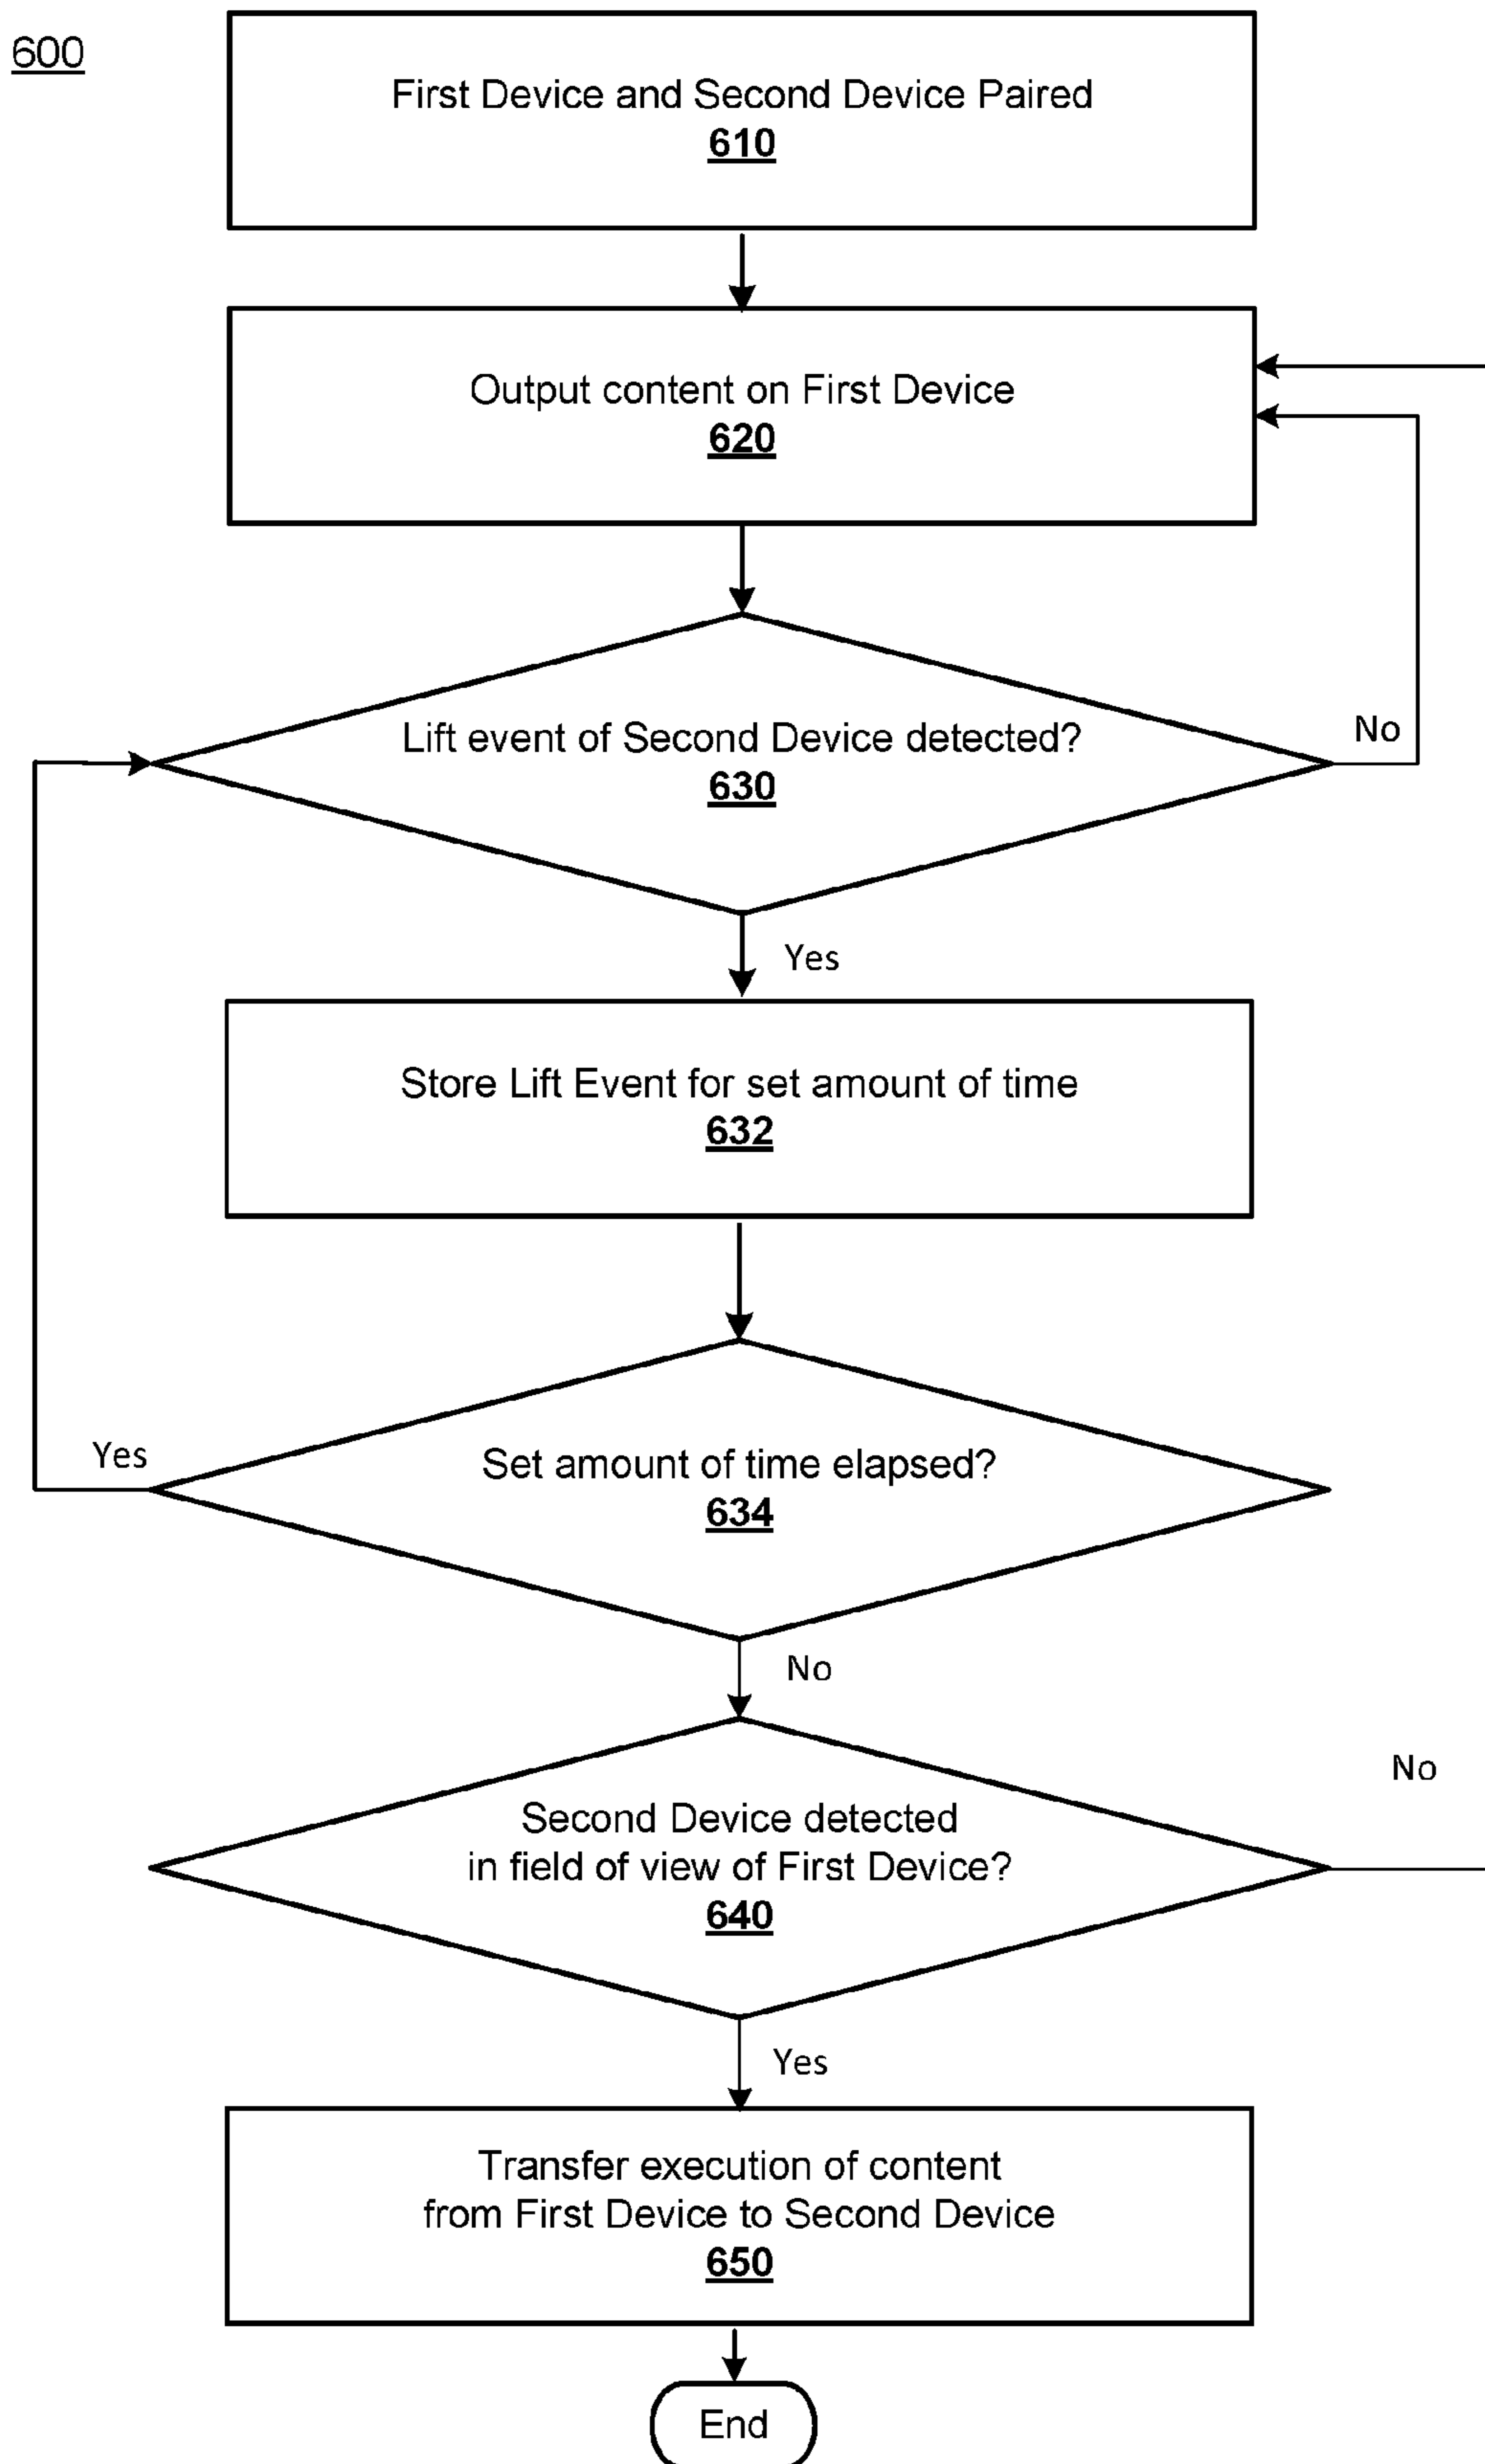 600
First Device and Second Device Paired
610
Output content on First Device
620
Lift event of Second Device detected?
630
No
Yes
Store Lift Event for set amount of time
632
Yes
Set amount of time elapsed?
634
No
Second Device detected
in field of view of First Device?
640
No
Yes
Transfer execution of content
from First Device to Second Device
650
End